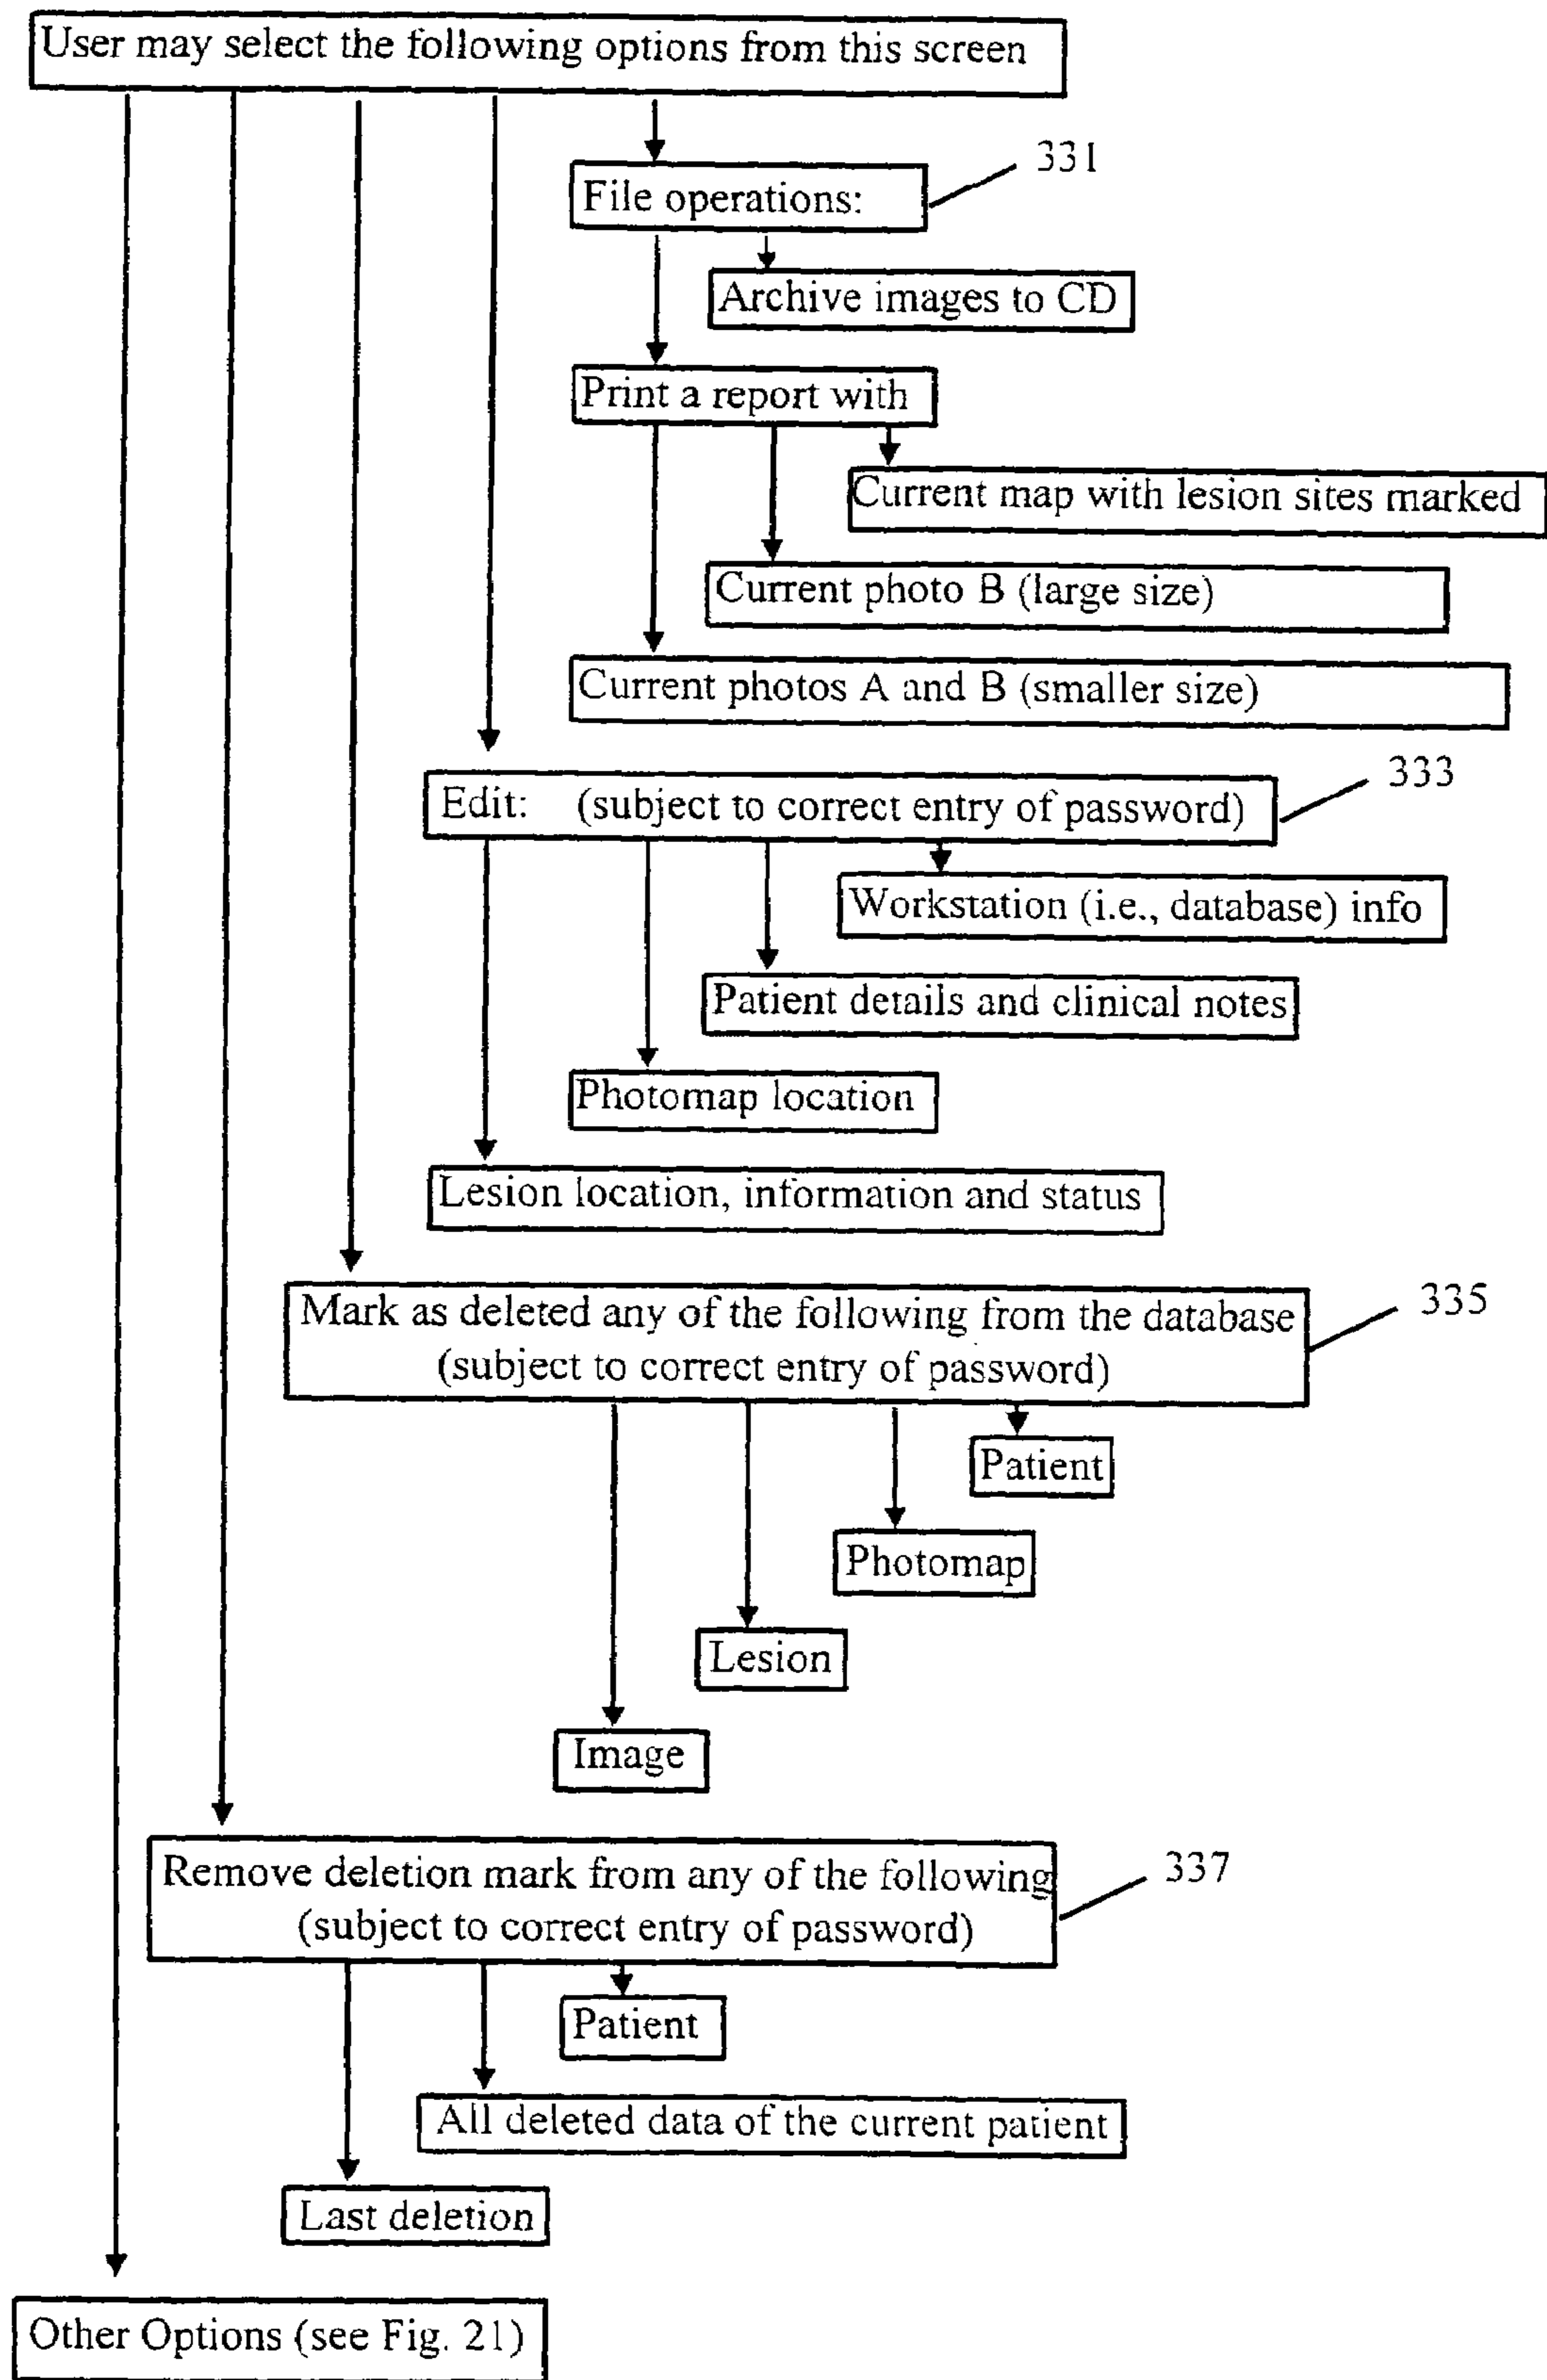 User may select the following options from this screen
331
File operations:
Archive images to CD
Print a report with
Current map with lesion sites marked
Current photo B (large size)
Current photos A and B (smaller size)
333
Edit: (subject to correct entry of password)
Workstation (i.e., database) info
Patient details and clinical notes
Photomap location
Lesion location, information and status
335
Mark as deleted any of the following from the database
(subject to correct entry of password)
Patient
Photomap
Lesion
Image
337
Remove deletion mark from any of the following
(subject to correct entry of password)
Patient
All deleted data of the current patient
Last deletion
Other Options (see Fig. 21)